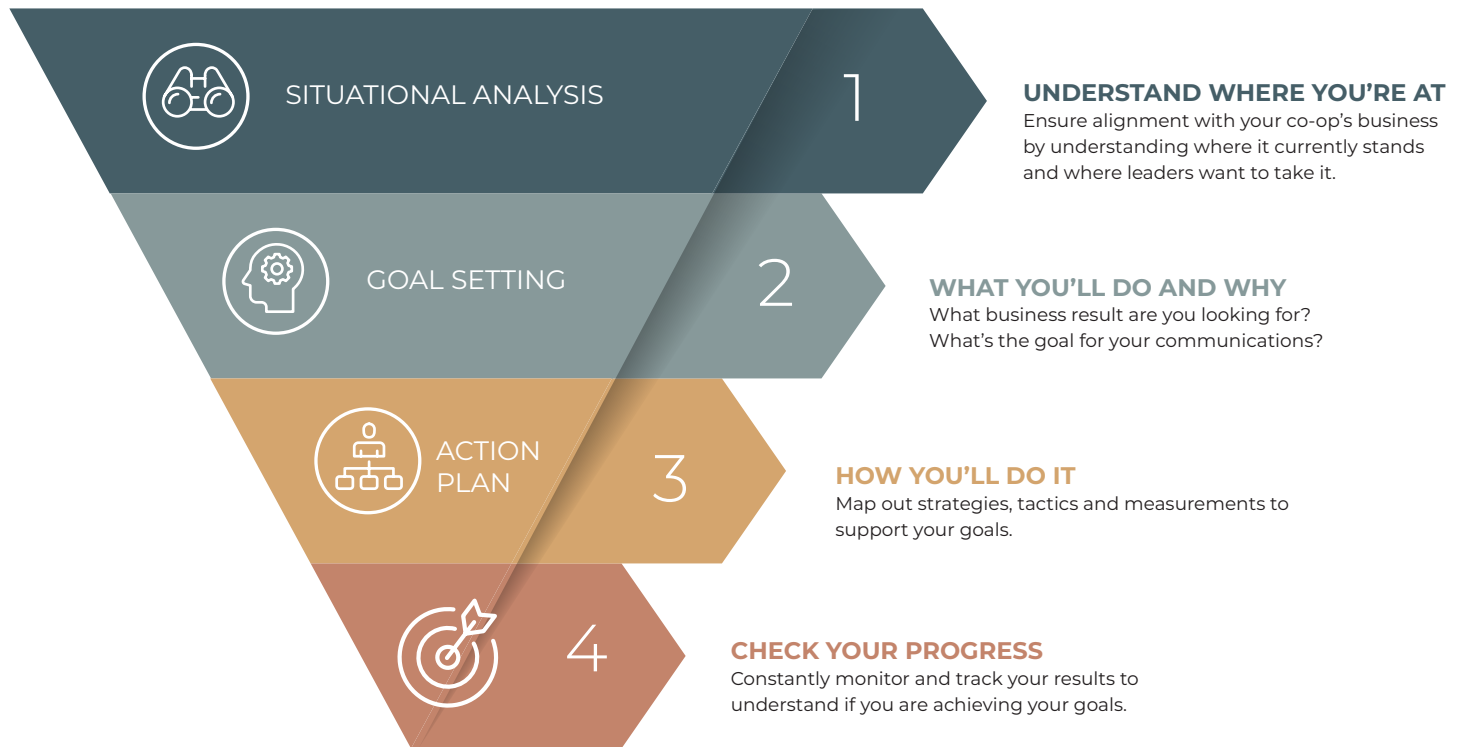 SITUATIONAL ANALYSIS
1
UNDERSTAND WHERE YOU'RE AT
Ensure alignment with your co-op's business
by understanding where it currently stands
and where leaders want to take it.
GOAL SETTING
2
WHAT YOU'LL DO AND WHY
What business result are you looking for?
What's the goal for your communications?
ACTION
PLAN
3
HOW YOU'LL DO IT
Map out strategies, tactics and measurements to
support your goals.
4
CHECK YOUR PROGRESS
Constantly monitor and track your results to
understand if you are achieving your goals.